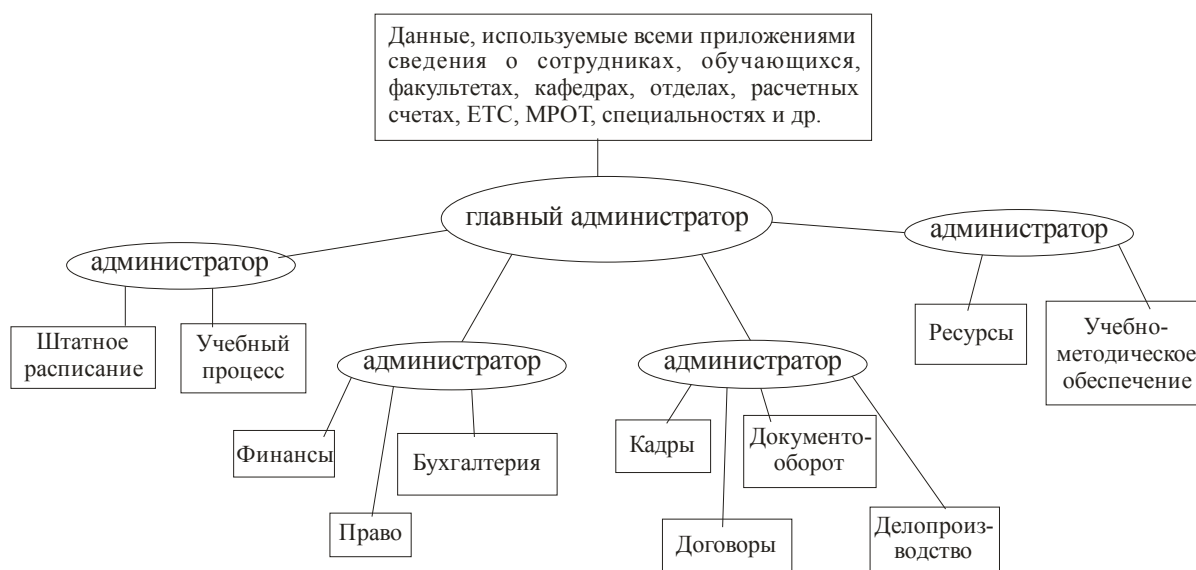 Данные, используемые всеми приложениями
сведения о сотрудниках, обучающихся,
факультетах, кафедрах, отделах, расчетных
счетах, ЕТС, МРОТ, специальностях и др.
главный администратор
администратор
администратор
Штатное
расписание
Учебный
процесс
администратор
администратор
Ресурсы
Учебно-
методическое
обеспечение
Финансы
Бухгалтерия
Право
Кадры
Документо-
оборот
Договоры
Делопроиз-
водство